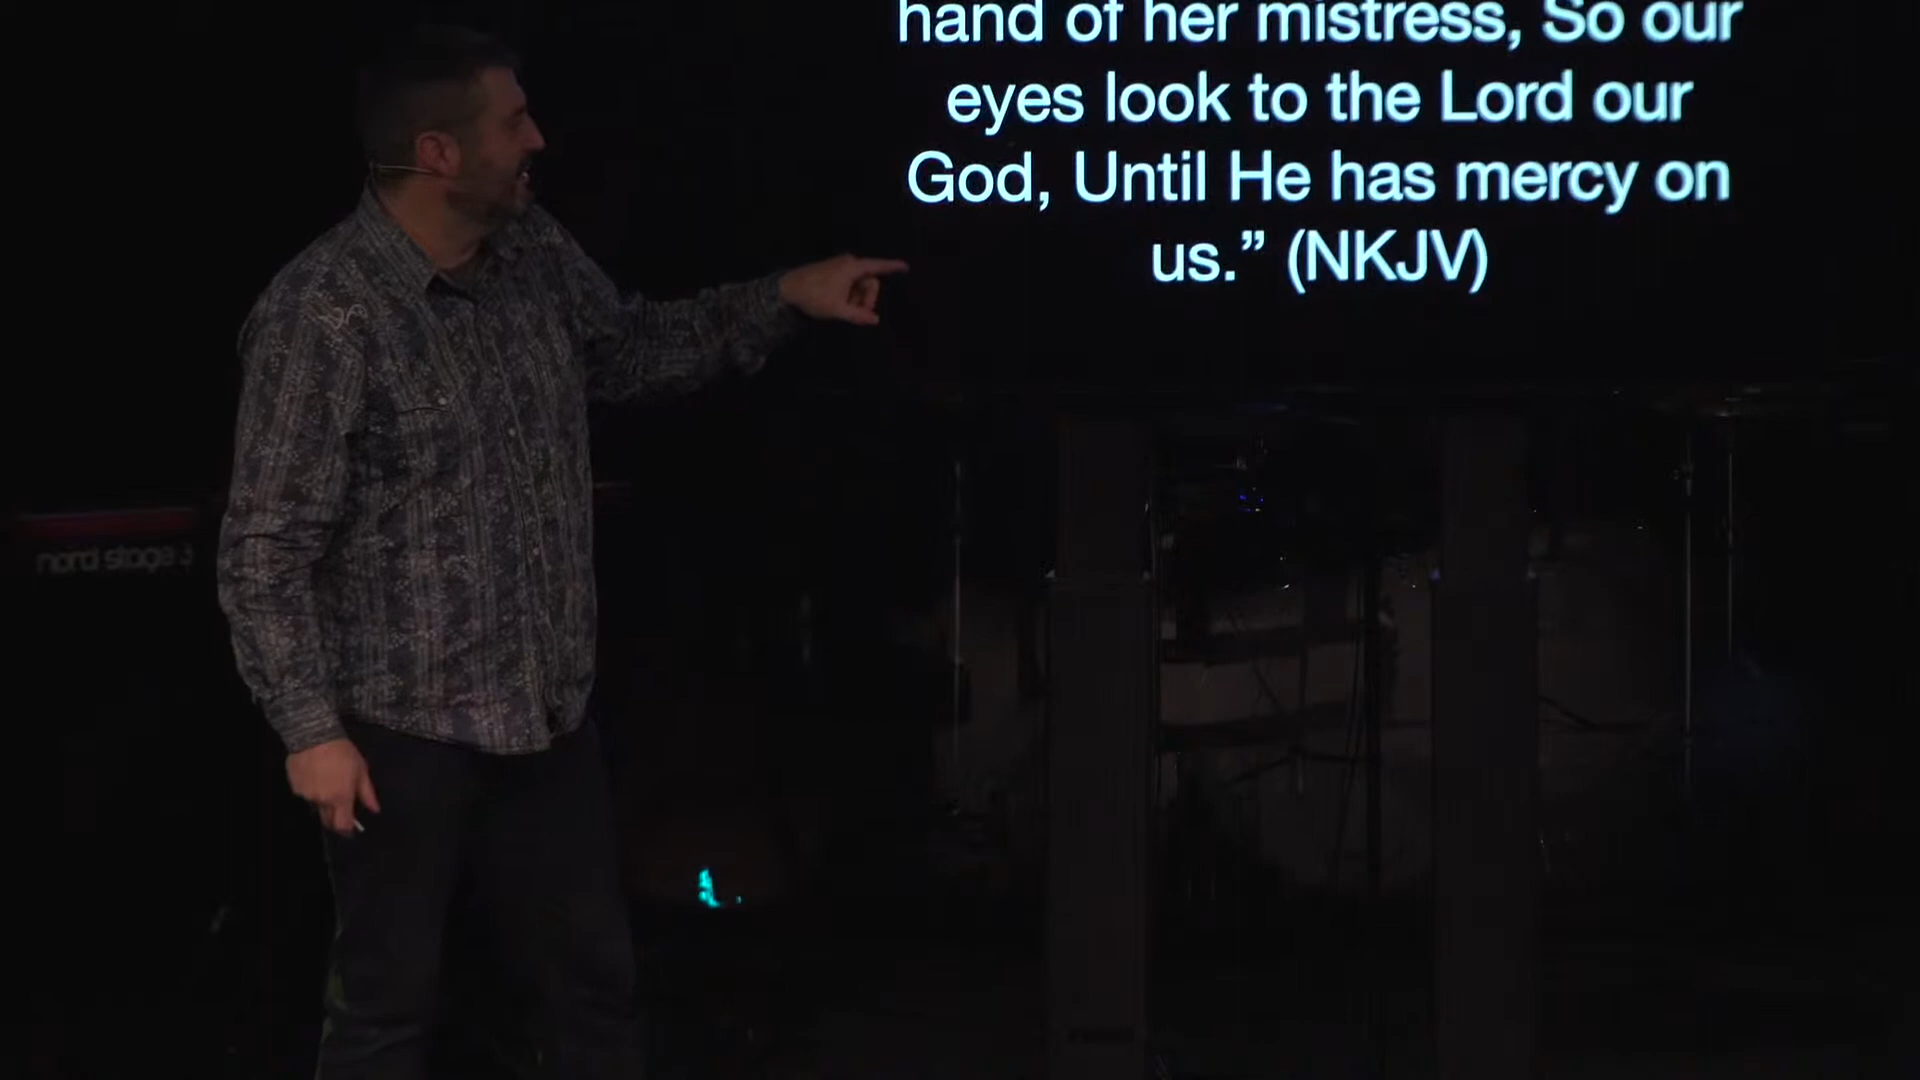 hand of her mistress, So our
eyes look to the Lord our
God, Until He has mercy on
us.” (NKJV)
nord stage 3